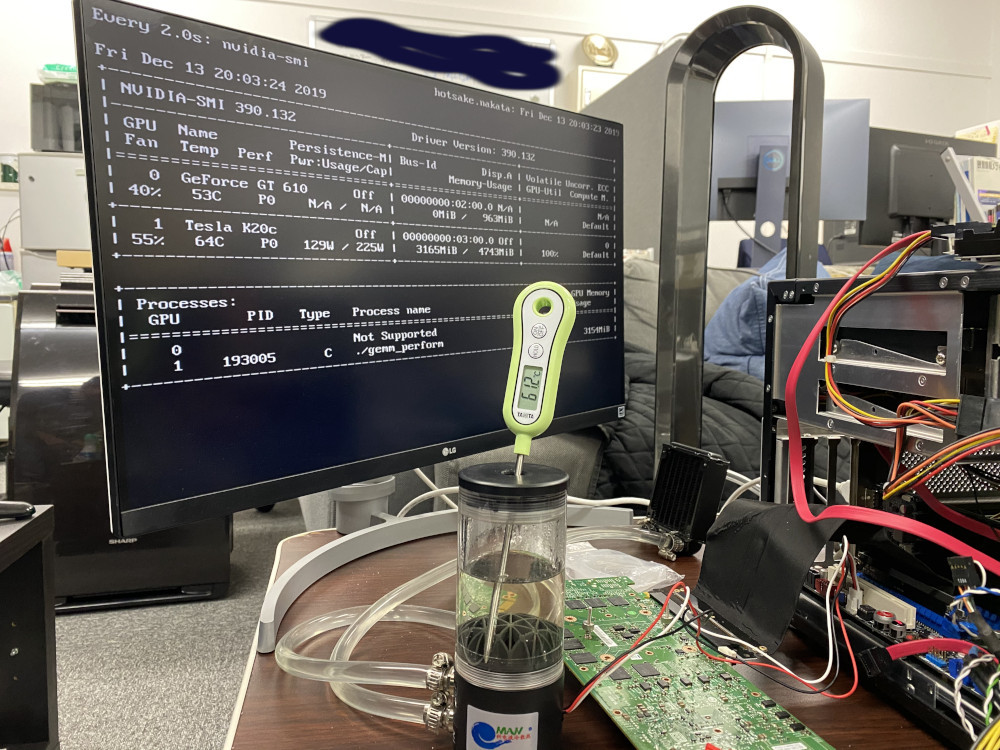 Every 2.0s: nvidia-smi
hotsake.nakata: Fri Dec 13 20:03:23 2019
Fri Dec 13 20:03:24 2019
NVIDIA-SMI 390.132 Driver Version: 390.132
GPU Name Persistence-M| Bus-Id Disp.A | Volatile Uncorr. ECC
Fan Temp Perf Pwr:Usage/Cap| Memory-Usage | GPU-Util Compute M.
0 GeForce GT 610 Off | 00000000:02:00.0 N/A | N/A
40% 53C P0 N/A / N/A | 0MiB / 963MiB | N/A Default
1 Tesla K20c Off | 00000000:03:00.0 Off | 0
55% 64C P0 129W / 225W | 3165MiB / 4743MiB | 100% Default
Processes: GPU Memory
GPU PID Type Process name
0 Not Supported
1 193005 C ./gemm_perform 3154MiB
LG
SHARP
61.2℃
TANITA